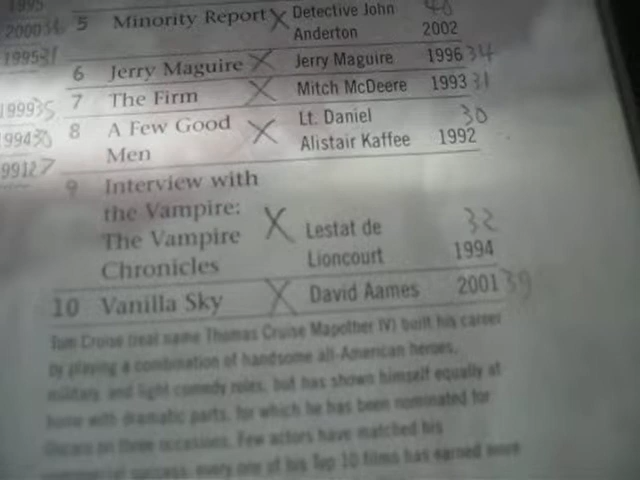 1995
5 Minority Report X Detective John 40
2000 Anderton 2002
1995 31
6 Jerry Maguire X Jerry Maguire 1996 34
7 The Firm X Mitch McDeere 1993 31
1999 35
8 A Few Good X Lt. Daniel 30
1994 30 Men Alistair Kaffee 1992
991 27
9 Interview with
the Vampire: X Lestat de 32
The Vampire Lioncourt 1994
Chronicles
10 Vanilla Sky X David Aames 2001 39
Tom Cruise (real name Thomas Cruise Mapother IV) built his career
by playing a combination of handsome all-American heroes,
military and light-comedy roles, but has shown himself equally at
home with dramatic parts, for which he has been nominated for
Oscars on three occasions. Few actors have matched his
commercial success: every one of his Top 10 films has earned more